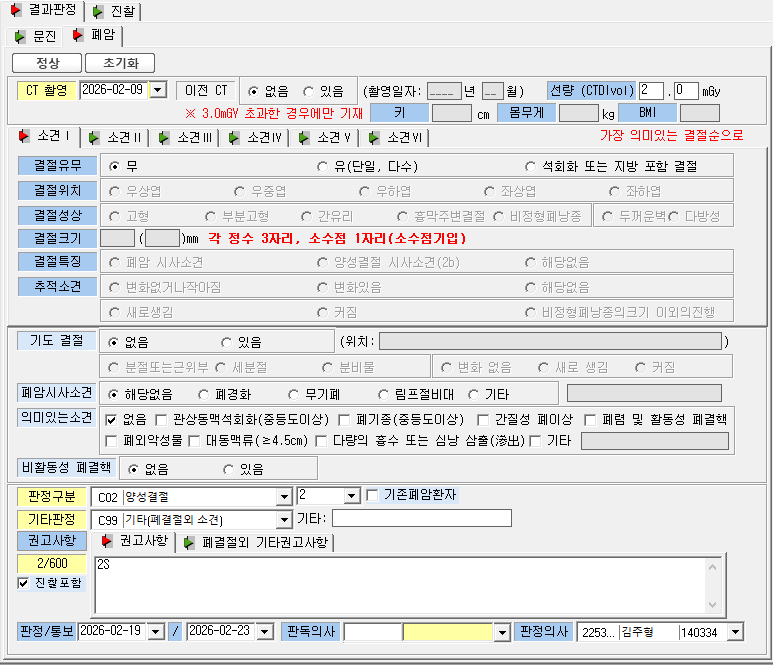 결과판정 진찰
문진 폐암
정상 초기화
CT 촬영 2026-02-09 이전 CT 없음 있음 (촬영일자: ____ 년 __ 월) 선량 (CTDIvol) 2 . 0 mGy
※ 3.0mGY 초과한 경우에만 기재 키 cm 몸무게 kg BMI
소견 I 소견 II 소견 III 소견 IV 소견 V 소견 VI 가장 의미있는 결절순으로
결절유무 무 유(단일, 다수) 석회화 또는 지방 포함 결절
결절위치 우상엽 우중엽 우하엽 좌상엽 좌하엽
결절성상 고형 부분고형 간유리 흉막주변결절 비정형폐낭종 두꺼운벽 다방성
결절크기 ( )mm 각 정수 3자리, 소수점 1자리(소수점기입)
결절특징 폐암 시사소견 양성결절 시사소견(2b) 해당없음
추적소견 변화없거나작아짐 변화있음 해당없음
새로생김 커짐 비정형폐낭종의크기 이외의진행
기도 결절 없음 있음 (위치: )
분절또는근위부 세분절 분비물 변화 없음 새로 생김 커짐
폐암시사소견 해당없음 폐경화 무기폐 림프절비대 기타
의미있는소견 없음 관상동맥석회화(중등도이상) 폐기종(중등도이상) 간질성 폐이상 폐렴 및 활동성 폐결핵
폐외악성물 대동맥류(≥4.5cm) 다량의 흉수 또는 심낭 삼출(滲出) 기타
비활동성 폐결핵 없음 있음
판정구분 C02 양성결절 2 기존폐암환자
기타판정 C99 기타(폐결절외 소견) 기타:
권고사항 권고사항 폐결절외 기타권고사항
2/600 2S
진찰포함
판정/통보 2026-02-19 / 2026-02-23 판독의사 판정의사 2253... 김주형 140334